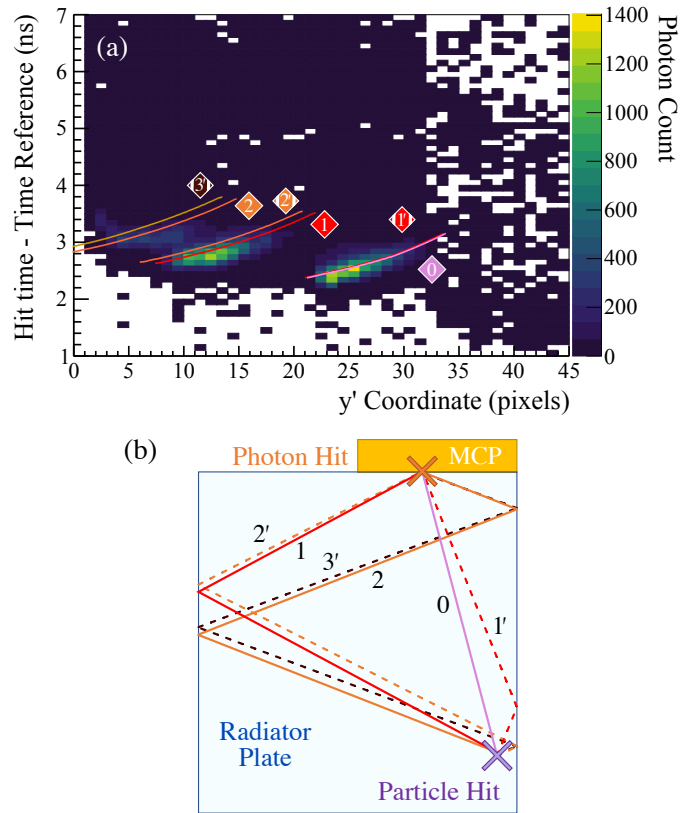 (a)
Hit time - Time Reference (ns)
7
6
5
4
3
2
1
3′
2
2′
1
1′
0
0 5 10 15 20 25 30 35 40 45
y' Coordinate (pixels)
1400
1200
1000
800
600
400
200
0
Photon Count
(b)
Photon Hit
MCP
2′
1
3′
2
0
1′
Radiator
Plate
Particle Hit